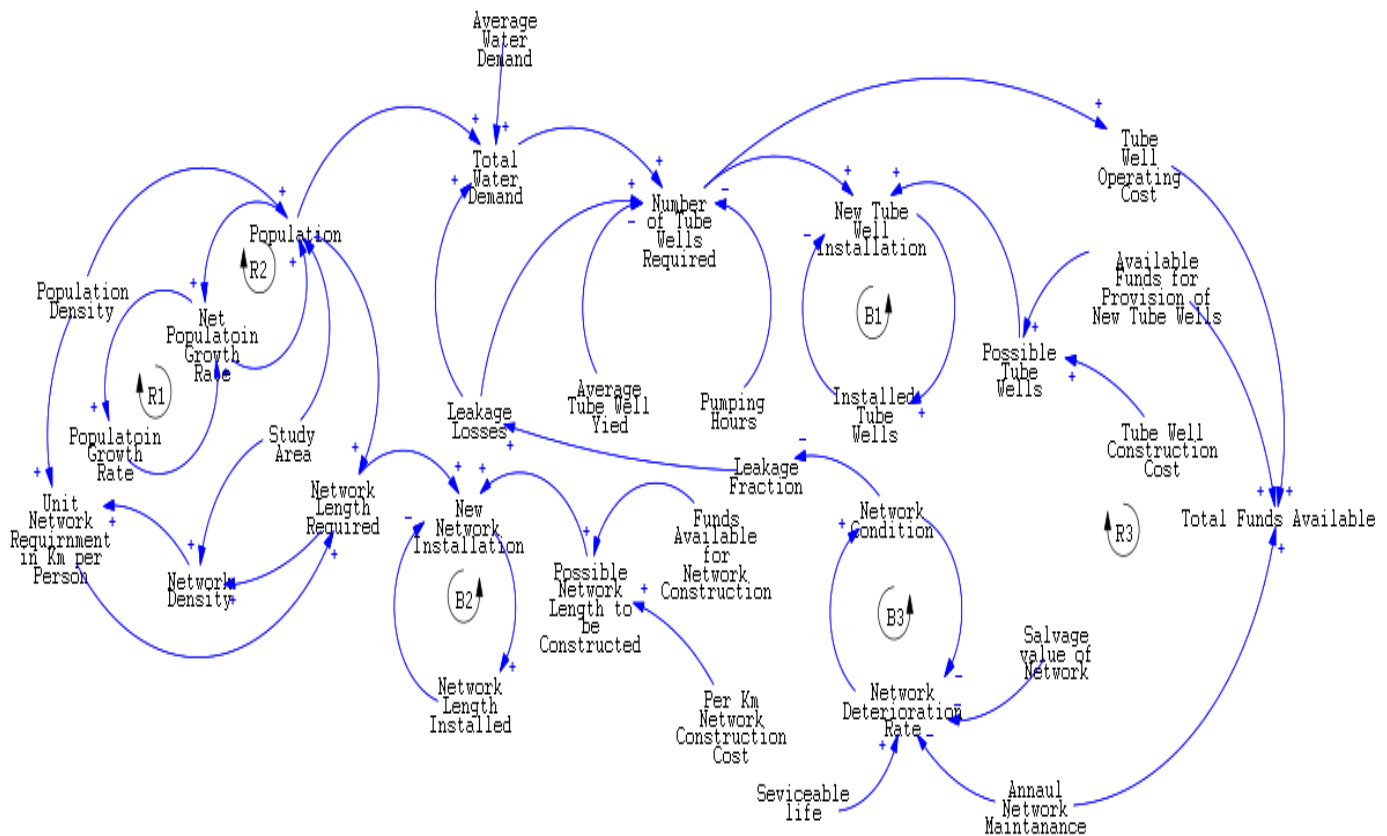 Average
Water
Demand
Total
Water
Demand
Tube
Well
Operating
Cost
Number
of Tube
Wells
Required
New Tube
Well
Installation
Population
R2
Population
Density
Available
Funds for
Provision of
New Tube Wells
Net
Populatoin
Growth
Rate
B1
Possible
Tube
Wells
R1
Average
Tube Well
Yied
Pumping
Hours
Installed
Tube
Wells
Leakage
Losses
Populatoin
Growth
Rate
Study
Area
Tube Well
Construction
Cost
Leakage
Fraction
Unit
Network
Requirnment
in Km per
Person
Network
Length
Required
New
Network
Installation
Funds
Available
for
Network
Construction
Network
Condition
R3
Total Funds Available
Network
Density
B2
Possible
Network
Length to
be
Constructed
B3
Salvage
value of
Network
Network
Length
Installed
Per Km
Network
Construction
Cost
Network
Deterioration
Rate
Seviceable
life
Annaul
Network
Maintanance